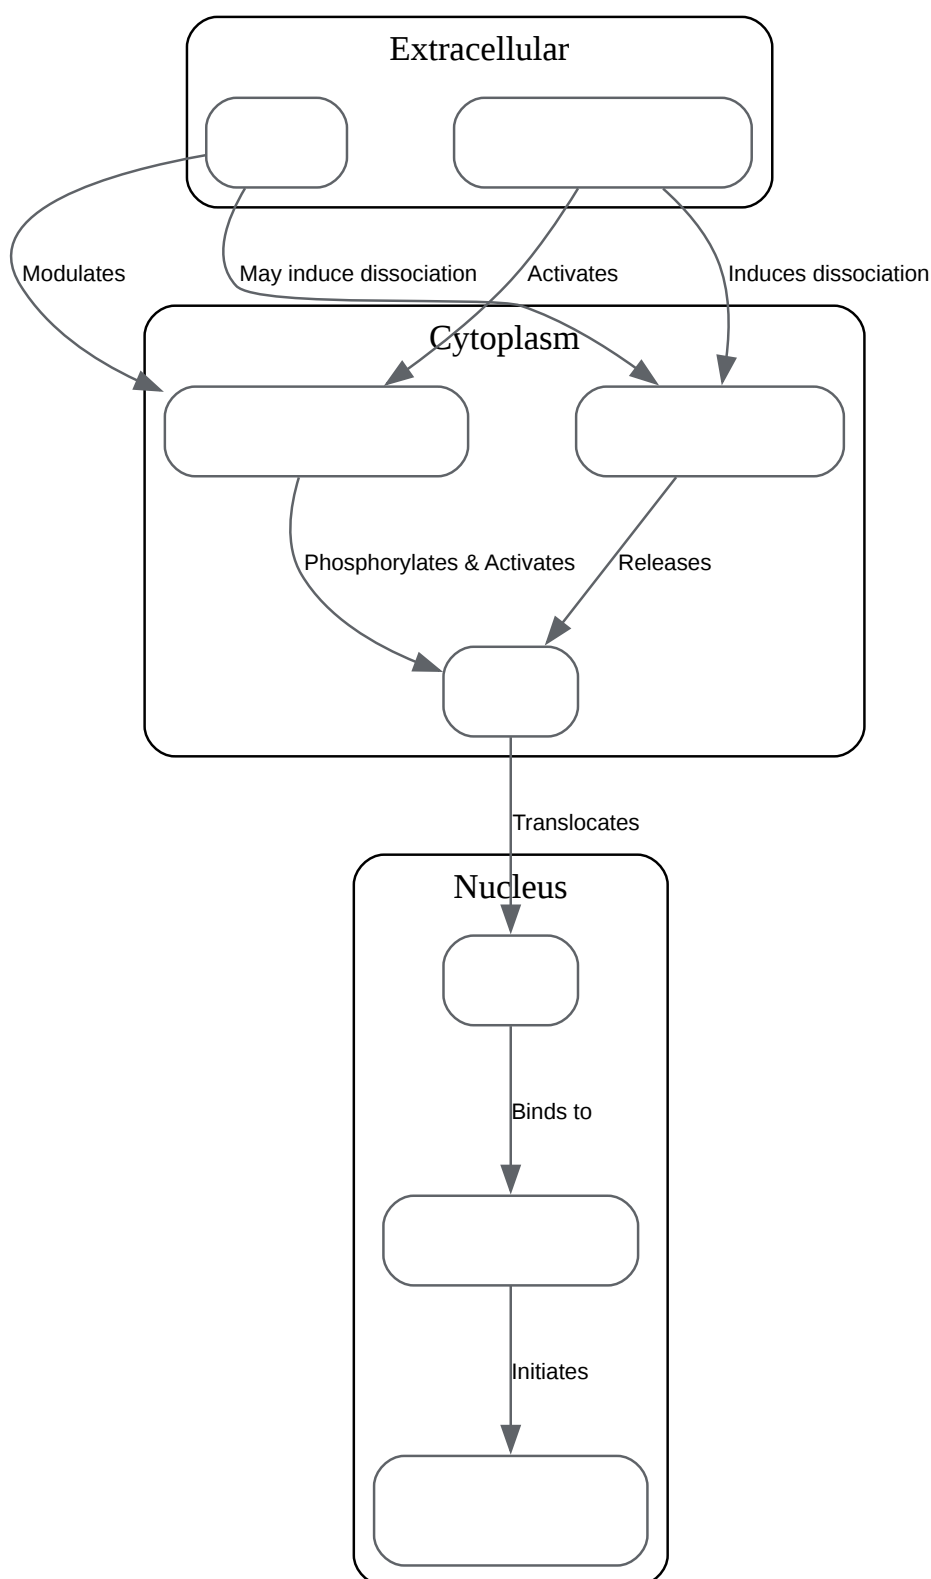 Extracellular
Modulates
May induce dissociation
Activates
Induces dissociation
Cytoplasm
Phosphorylates & Activates
Releases
Translocates
Nucleus
Binds to
Initiates